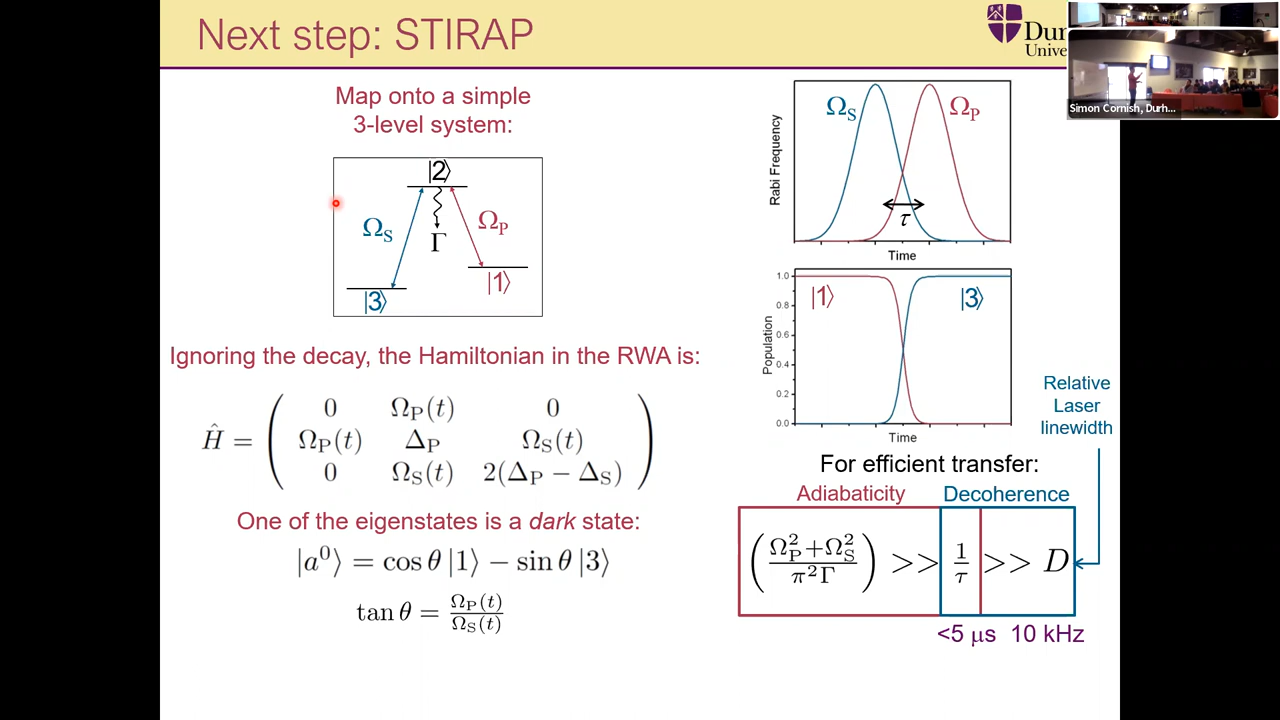 Next step: STIRAP
Dur
Unive
Simon Cornish, Durh...
Map onto a simple
3-level system:
|2⟩
Ω_S
Γ
Ω_P
|1⟩
|3⟩
Ignoring the decay, the Hamiltonian in the RWA is:
Ĥ = ( 0 Ω_P(t) 0
Ω_P(t) Δ_P Ω_S(t)
0 Ω_S(t) 2(Δ_P − Δ_S) )
One of the eigenstates is a dark state:
|a⁰⟩ = cos θ |1⟩ − sin θ |3⟩
tan θ = Ω_P(t)/Ω_S(t)
Rabi Frequency
Ω_S
Ω_P
τ
Time
Population
1.0
0.8
0.6
0.4
0.2
0.0
|1⟩
|3⟩
Time
Relative
Laser
linewidth
For efficient transfer:
Adiabaticity Decoherence
((Ω_P² + Ω_S²)/(π²Γ)) >> 1/τ >> D
<5 μs 10 kHz